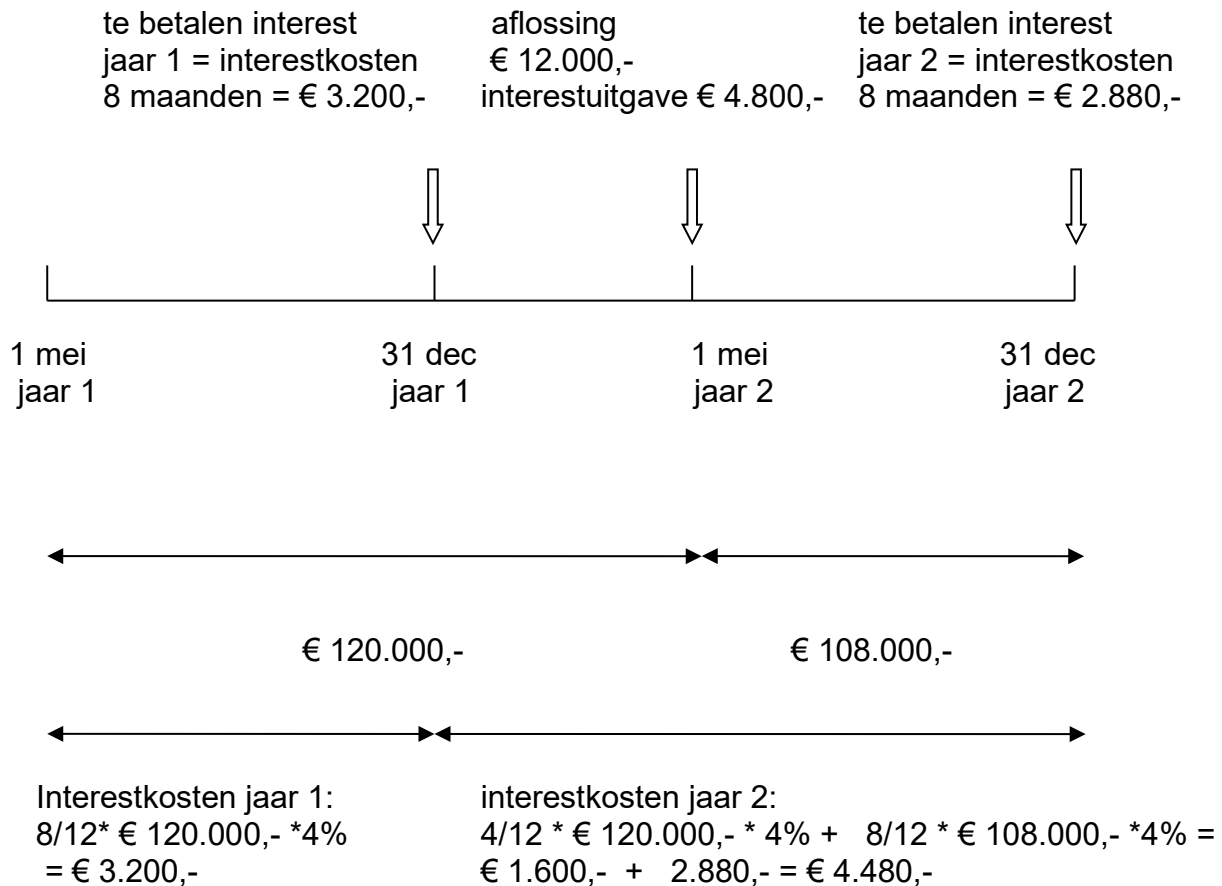 te betalen interest
jaar 1 = interestkosten
8 maanden = € 3.200,-
aflossing
€ 12.000,-
interestuitgave € 4.800,-
te betalen interest
jaar 2 = interestkosten
8 maanden = € 2.880,-
1 mei
jaar 1
31 dec
jaar 1
1 mei
jaar 2
31 dec
jaar 2
€ 120.000,-
€ 108.000,-
Interestkosten jaar 1:
8/12* € 120.000,- *4%
= € 3.200,-
interestkosten jaar 2:
4/12 * € 120.000,- * 4% + 8/12 * € 108.000,- *4% =
€ 1.600,- + 2.880,- = € 4.480,-